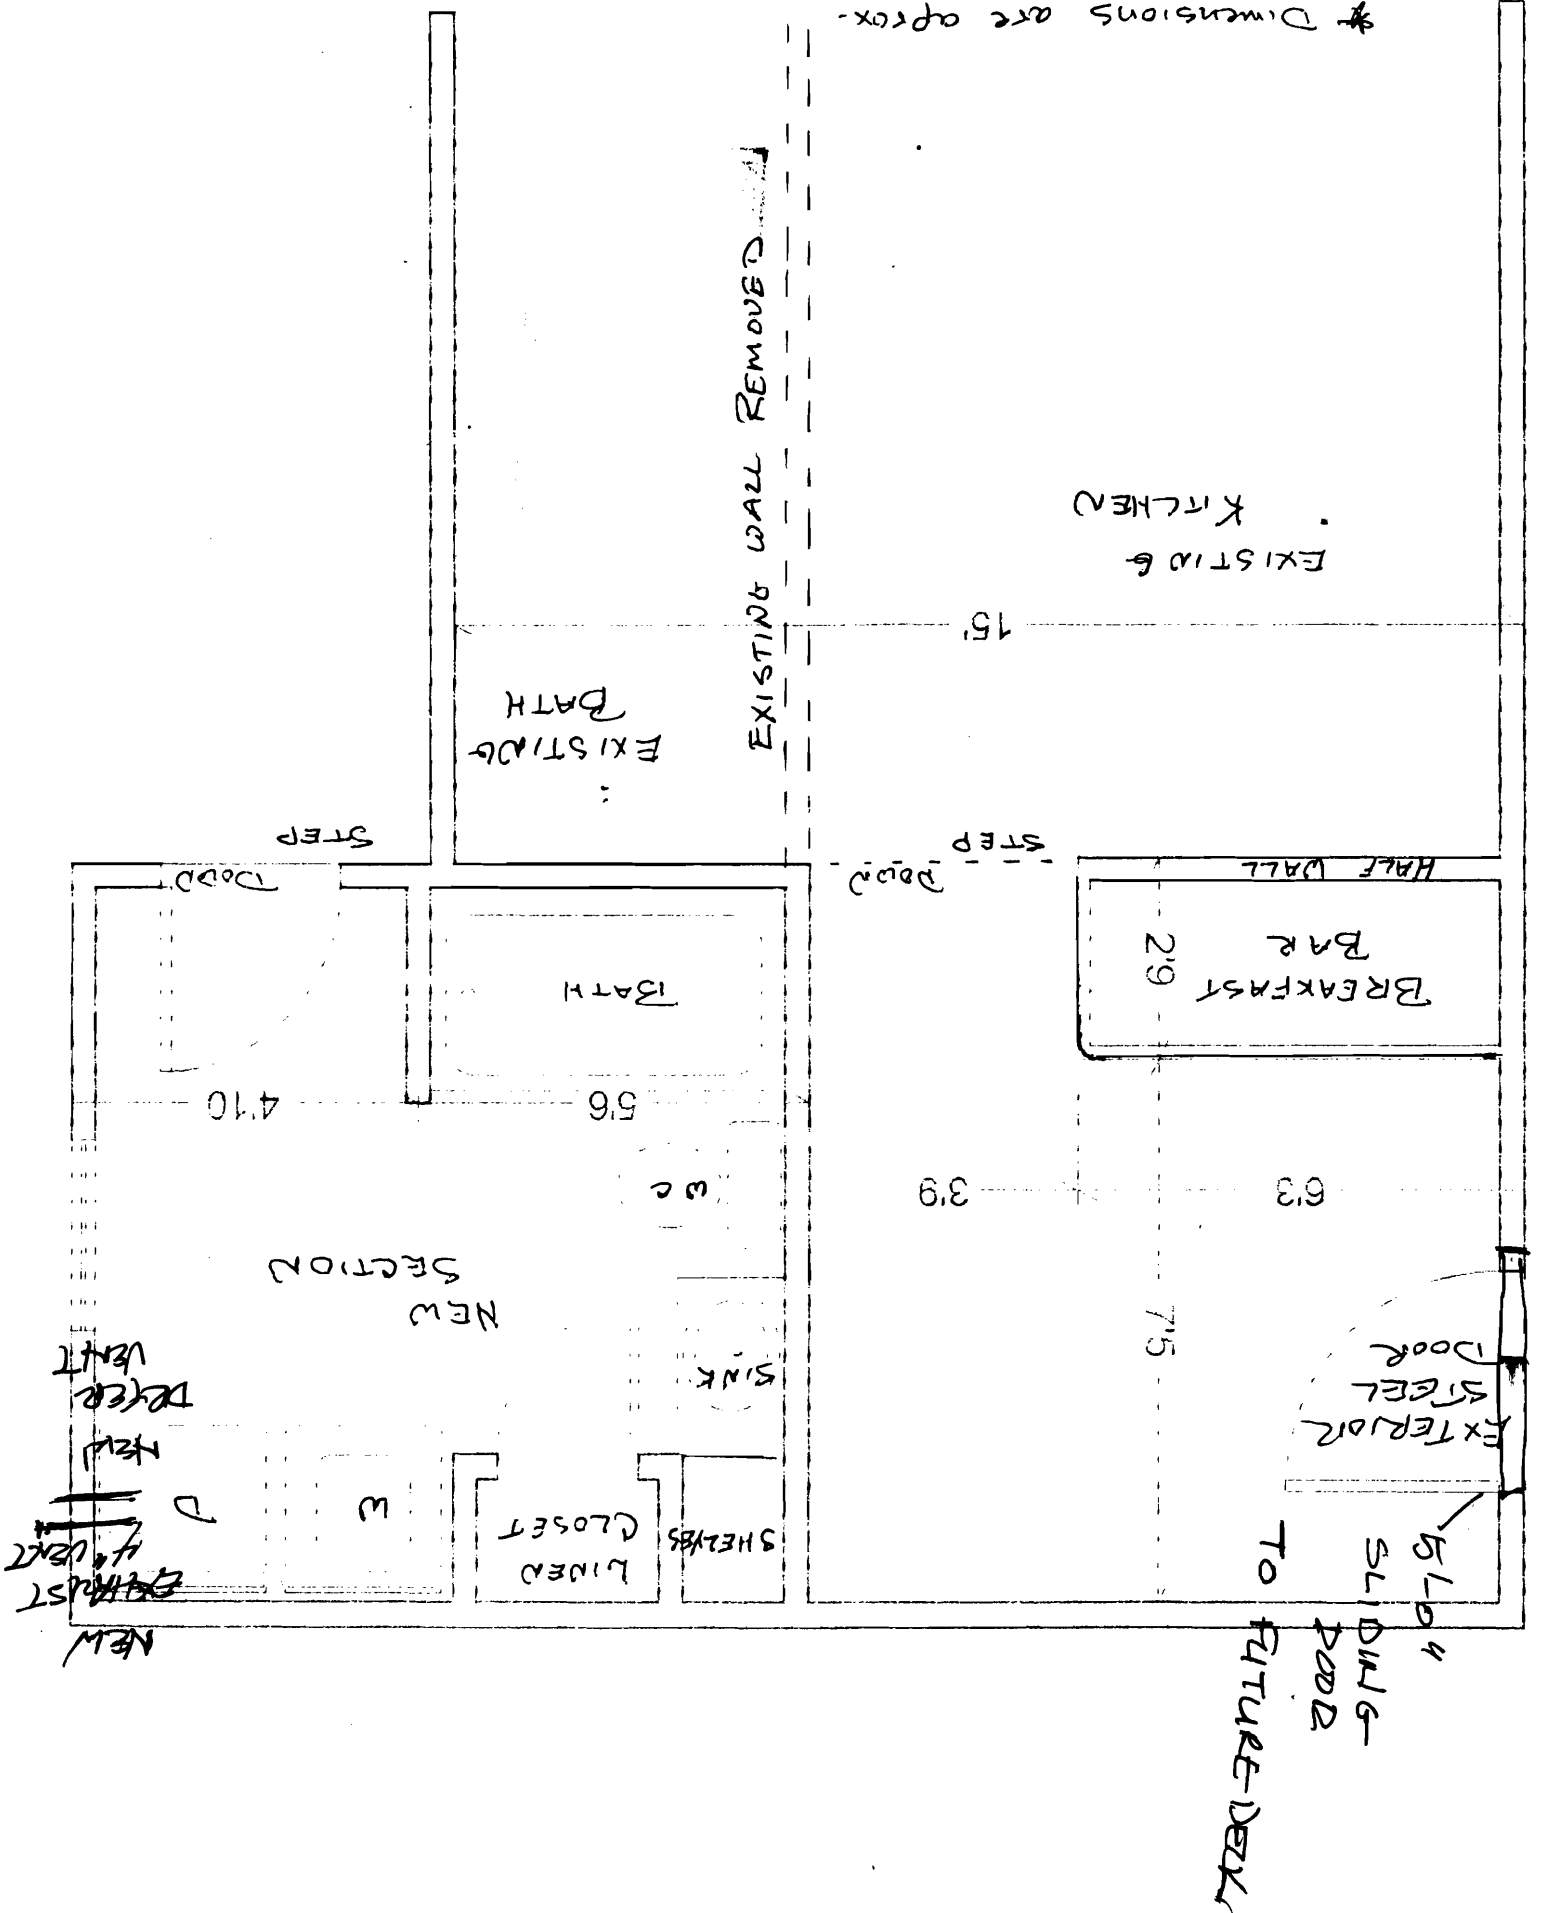 NEW
EXHAUST
4" VENT
NEW
DRYER
VENT
D
W
LINEN
CLOSET
SHELVES
SINK
NEW
SECTION
WC
5'6
4'10
BATH
DOWN
STEP
TO FUTURE DECK
DOOR
SLIDING
EXTERIOR
STEEL
DOOR
7'5
6'3
3'9
BREAKFAST
BAR
2'9
HALF WALL
DOWN
STEP
EXISTING
BATH
EXISTING WALL REMOVED
15'
EXISTING
KITCHEN
* Dimensions are aprox.